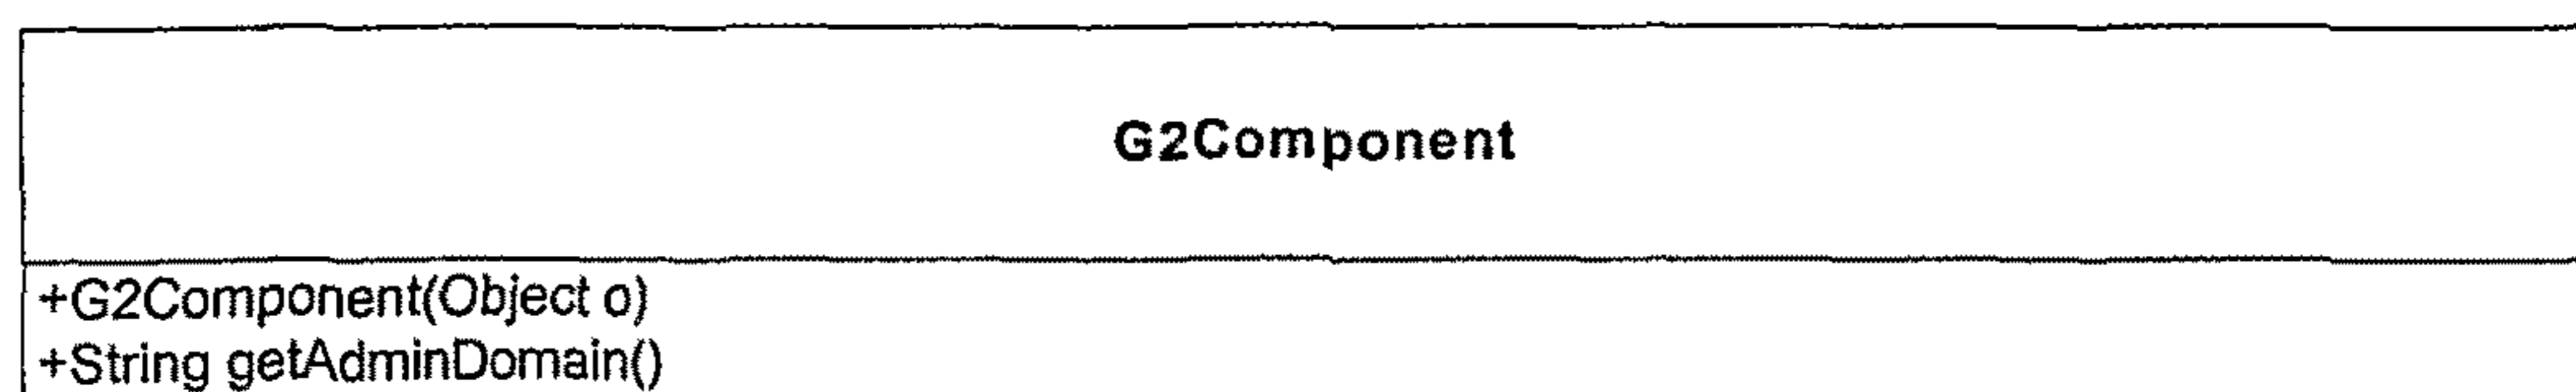 G2Component
+G2Component(Object o)
+String getAdminDomain()